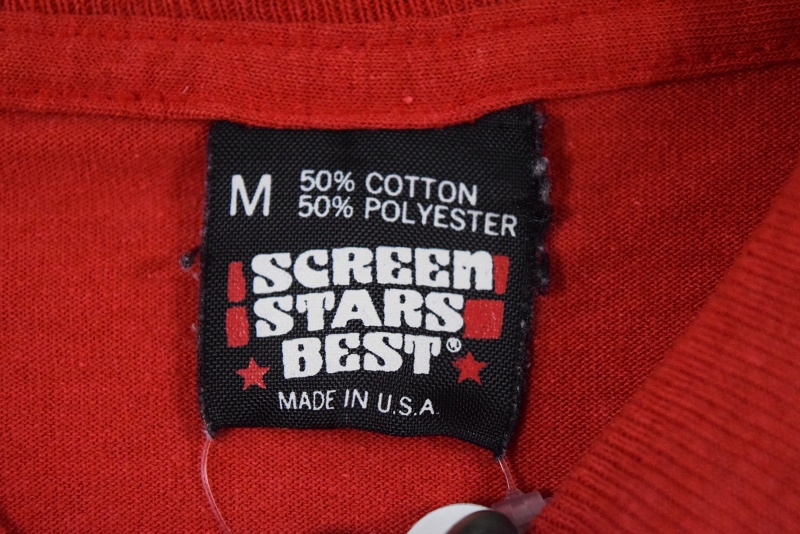 M 50% COTTON
50% POLYESTER
SCREEN
STARS
BEST®
MADE IN U.S.A.